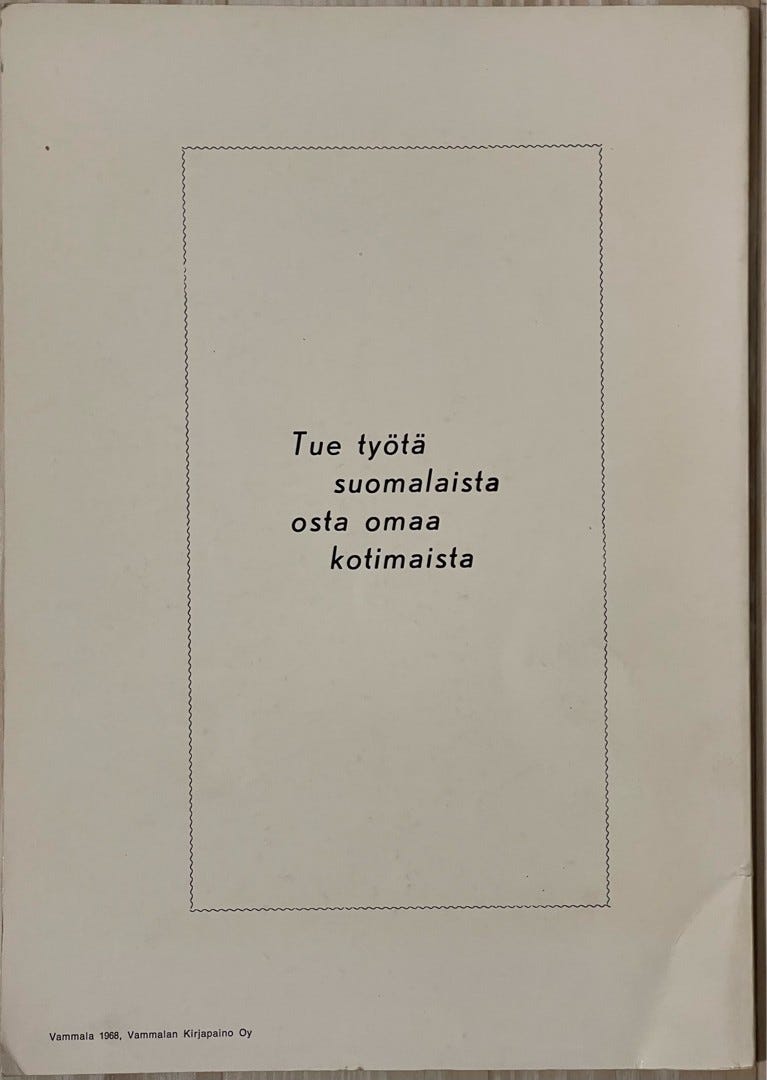 Tue työtä
suomalaista
osta omaa
kotimaista
Vammala 1968, Vammalan Kirjapaino Oy